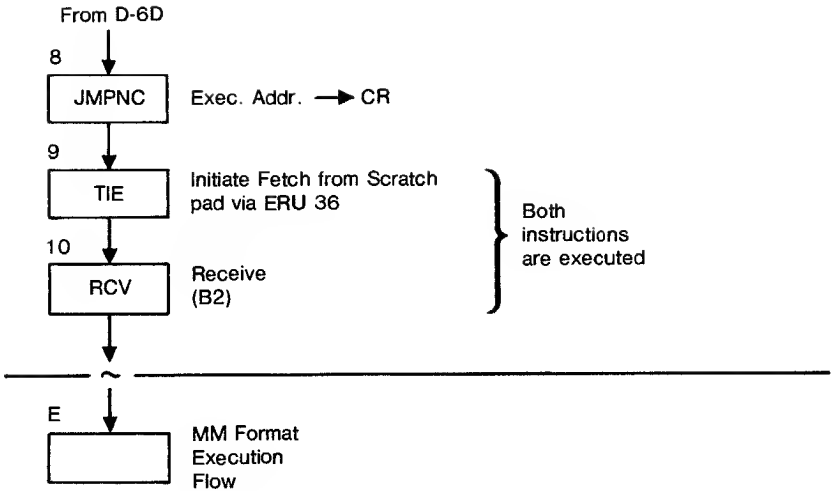 From D-6D
8
JMPNC
Exec. Addr. → CR
9
TIE
Initiate Fetch from Scratch
pad via ERU 36
Both
instructions
are executed
10
RCV
Receive
(B2)
~
E
MM Format
Execution
Flow